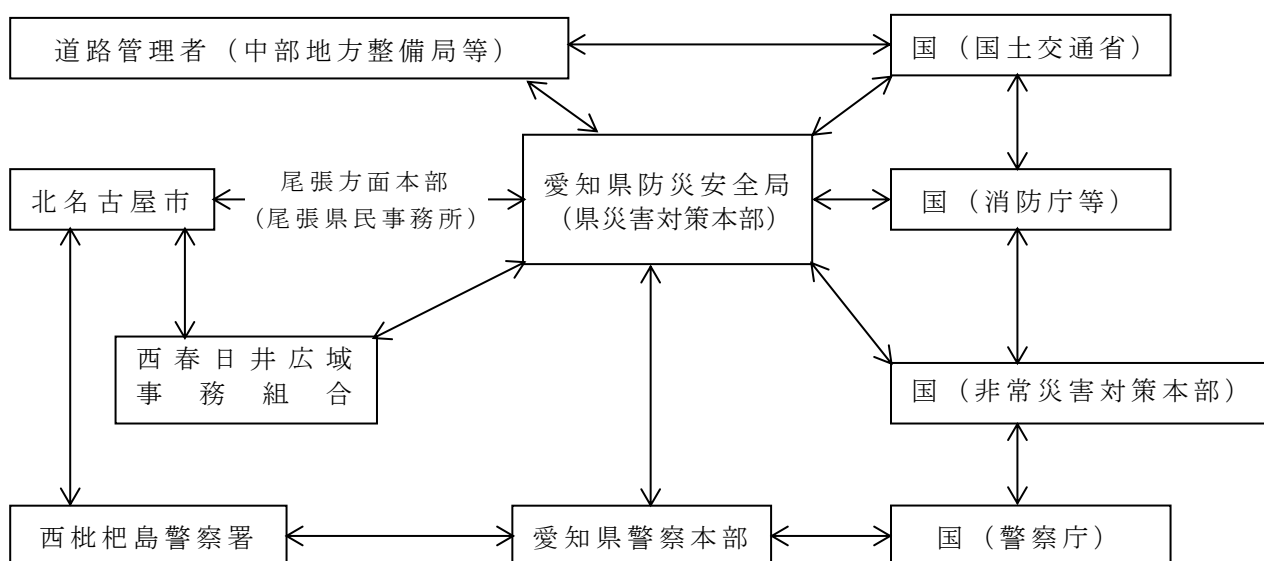 道路管理者（中部地方整備局等）
国（国土交通省）
北名古屋市
尾張方面本部
（尾張県民事務所）
愛知県防災安全局
（県災害対策本部）
国（消防庁等）
西春日井広域
事務組合
国（非常災害対策本部）
西枇杷島警察署
愛知県警察本部
国（警察庁）